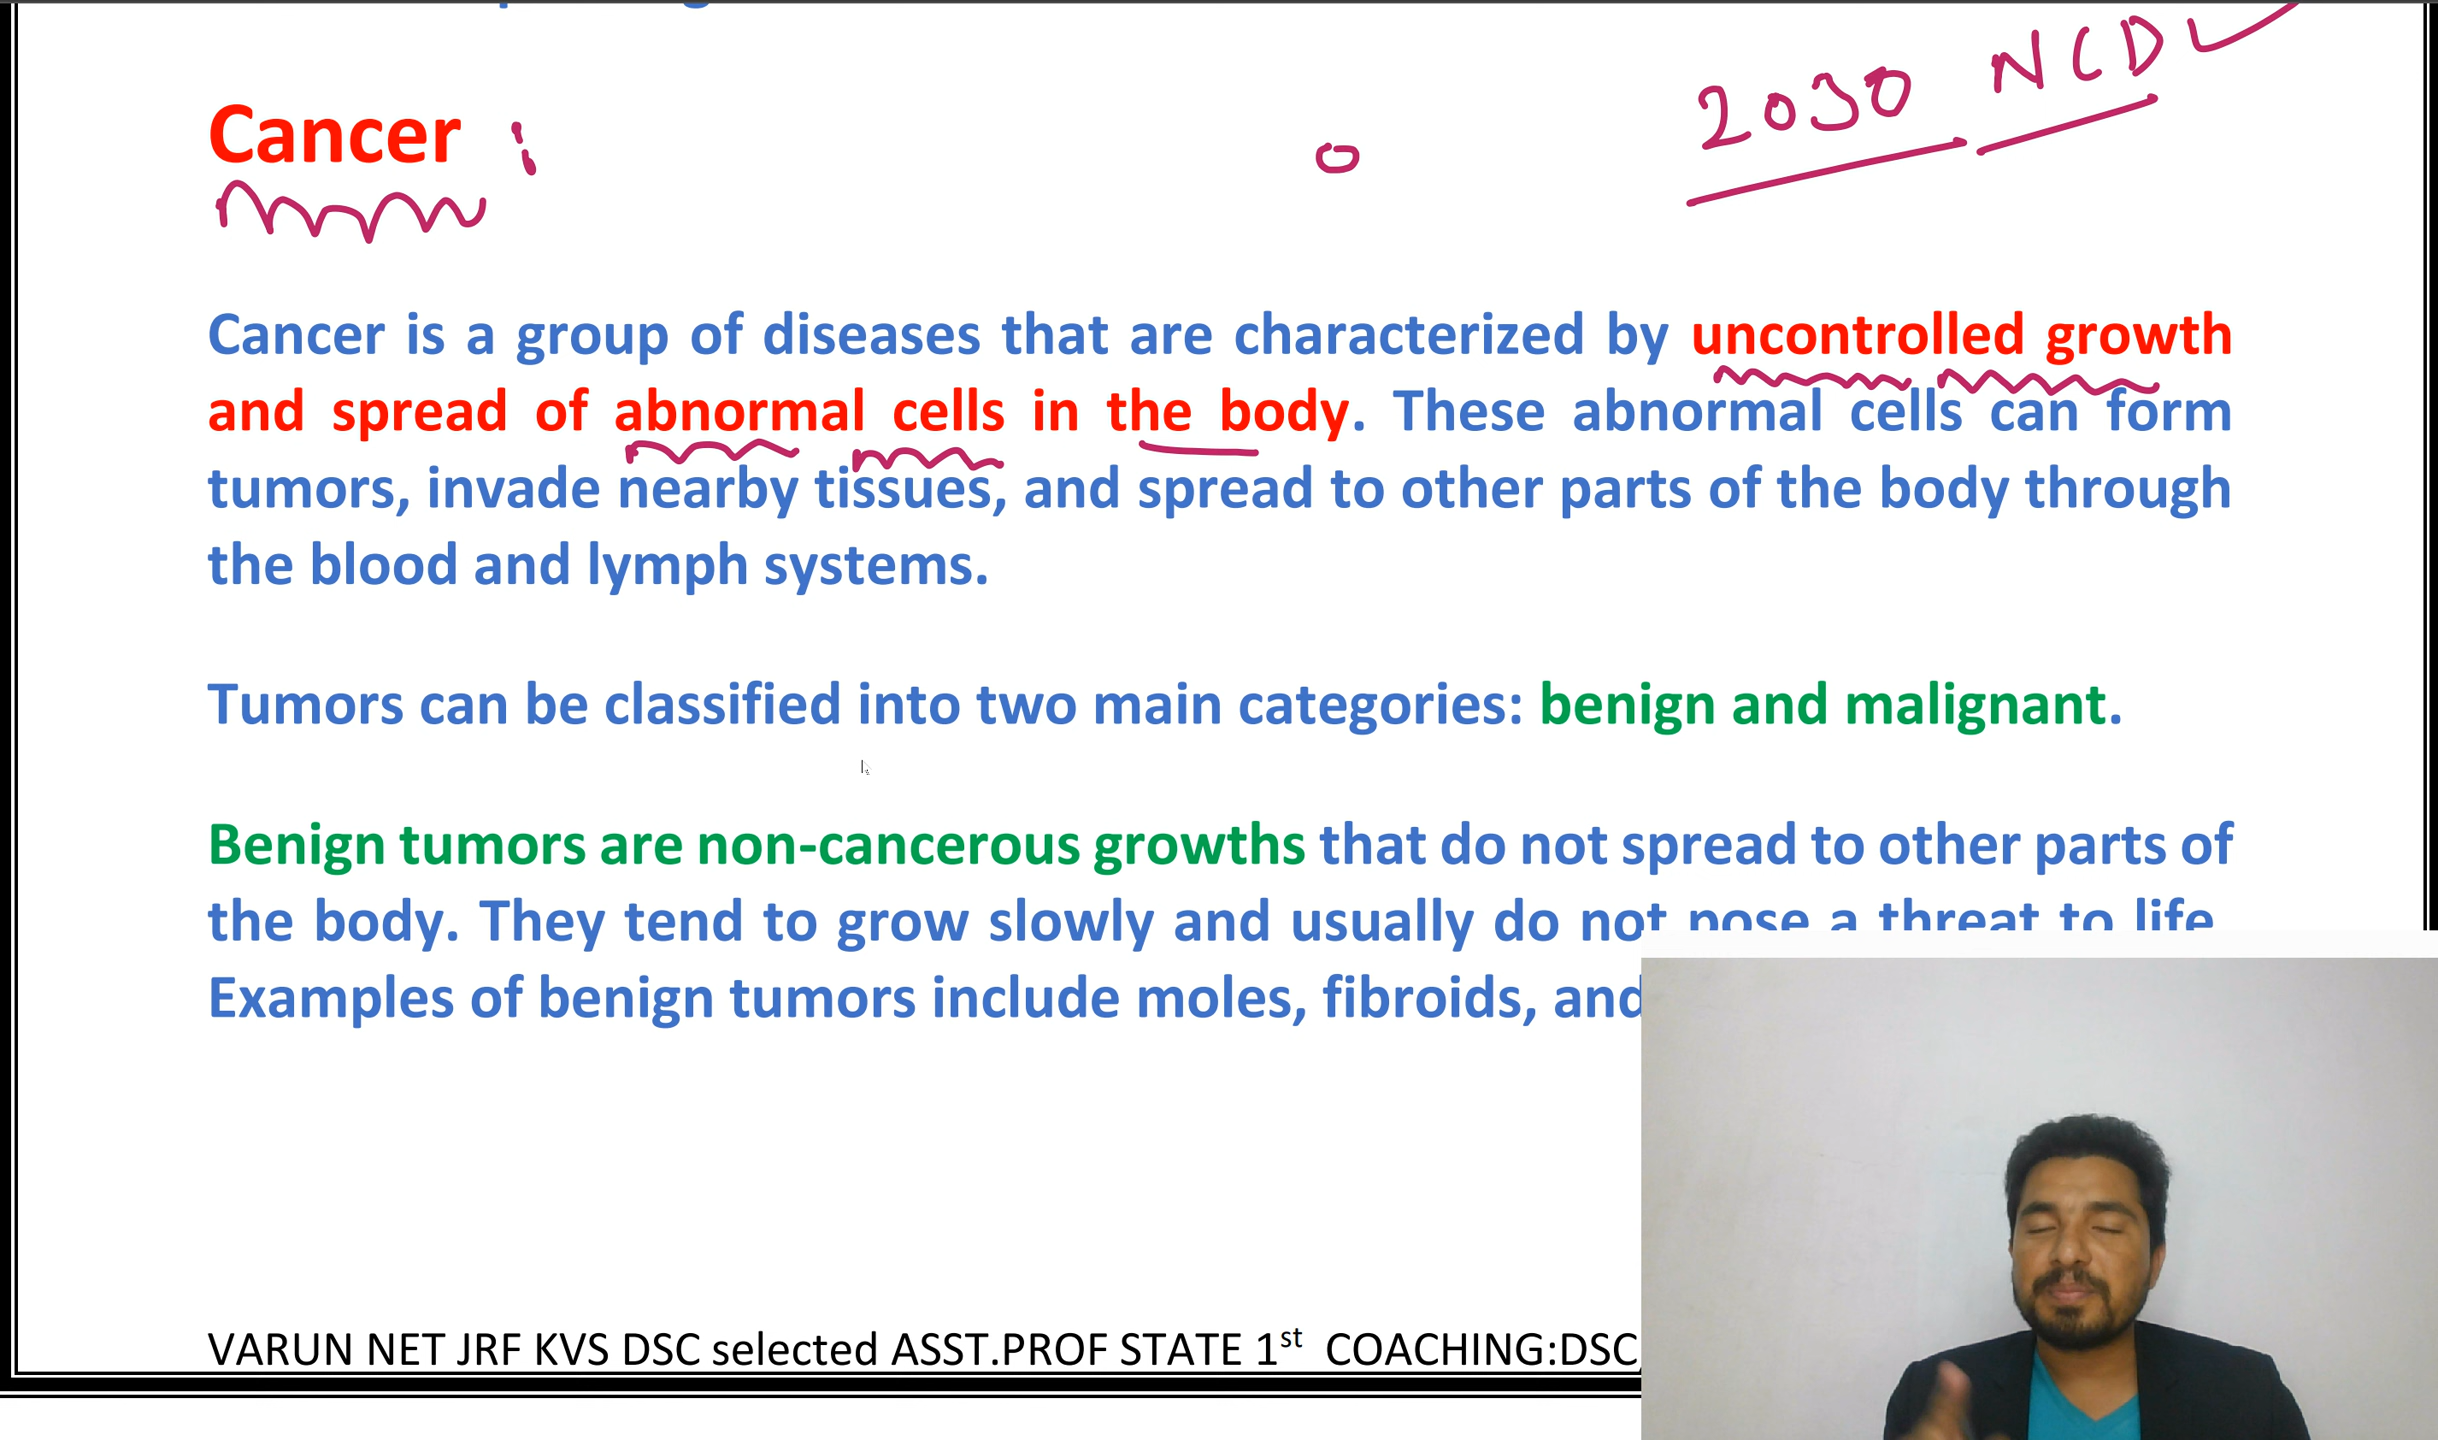 2030 NCD
Cancer :
Cancer is a group of diseases that are characterized by uncontrolled growth
and spread of abnormal cells in the body. These abnormal cells can form
tumors, invade nearby tissues, and spread to other parts of the body through
the blood and lymph systems.
Tumors can be classified into two main categories: benign and malignant.
Benign tumors are non-cancerous growths that do not spread to other parts of
the body. They tend to grow slowly and usually do not pose a threat to life
Examples of benign tumors include moles, fibroids, and
VARUN NET JRF KVS DSC selected ASST.PROF STATE 1st COACHING:DSC,